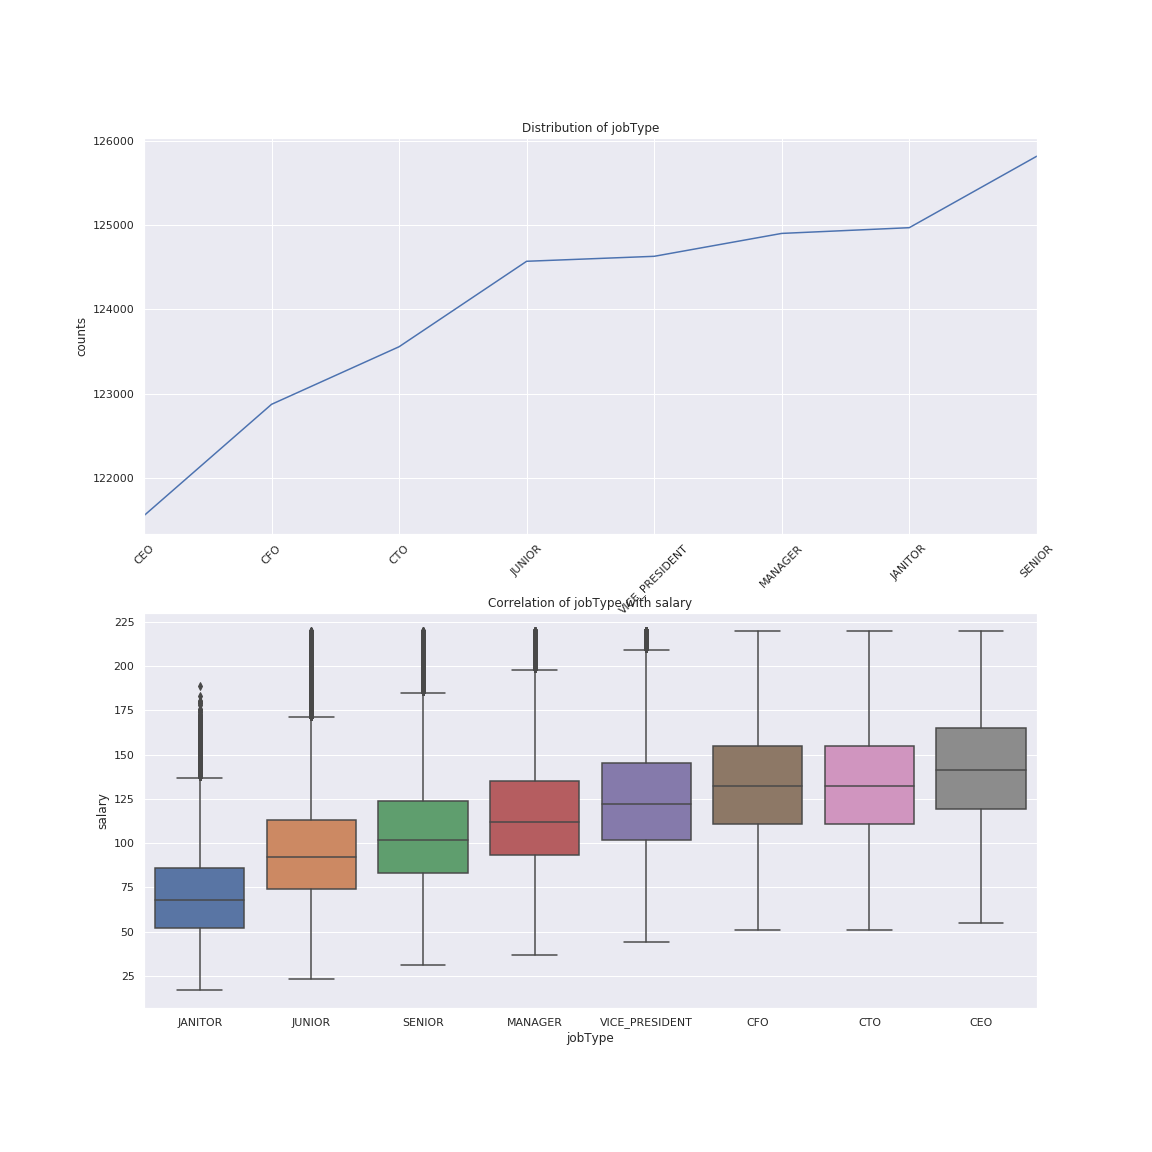 Distribution of jobType
126000
125000
124000
123000
122000
counts
CEO CFO CTO JUNIOR VICE_PRESIDENT MANAGER JANITOR SENIOR
Correlation of jobType with salary
225
200
175
150
125
100
75
50
25
salary
JANITOR JUNIOR SENIOR MANAGER VICE_PRESIDENT CFO CTO CEO
jobType